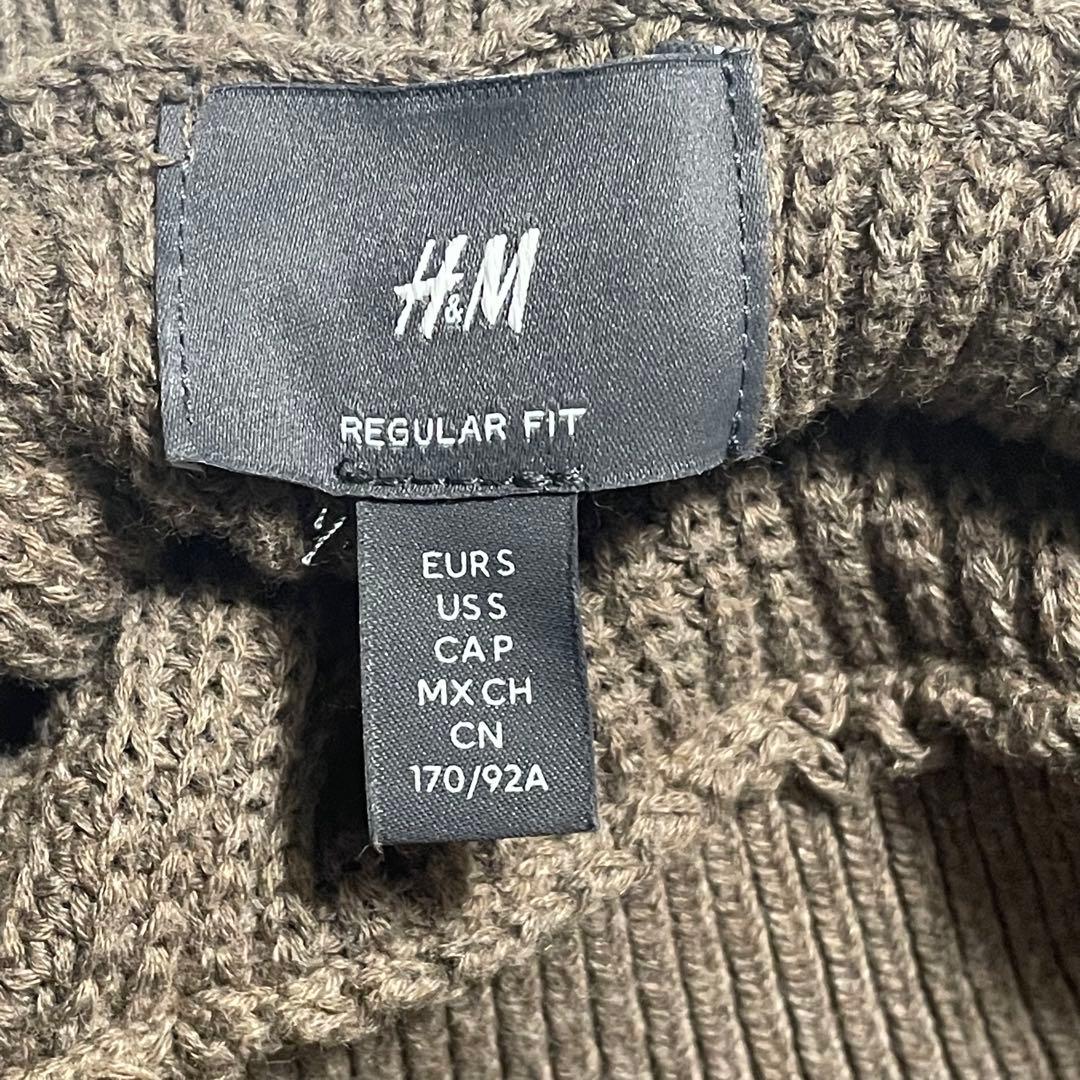 H&M
REGULAR FIT
EUR S
US S
CA P
MX CH
CN
170/92A